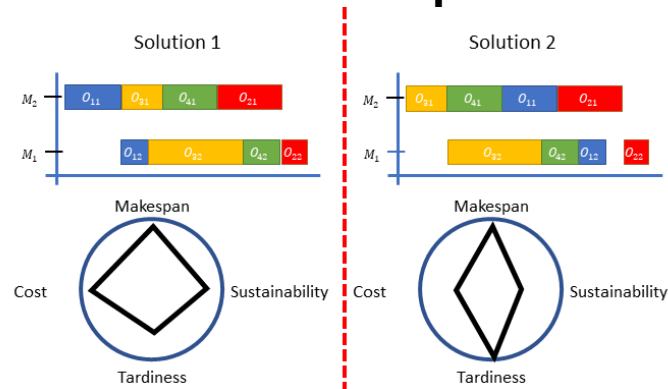 Solution 1
M₂ O₁₁ O₃₁ O₄₁ O₂₁
M₁ O₁₂ O₃₂ O₄₂ O₂₂
Makespan
Cost Sustainability
Tardiness
Solution 2
M₂ O₃₁ O₄₁ O₁₁ O₂₁
M₁ O₃₂ O₄₂ O₁₂ O₂₂
Makespan
Cost Sustainability
Tardiness